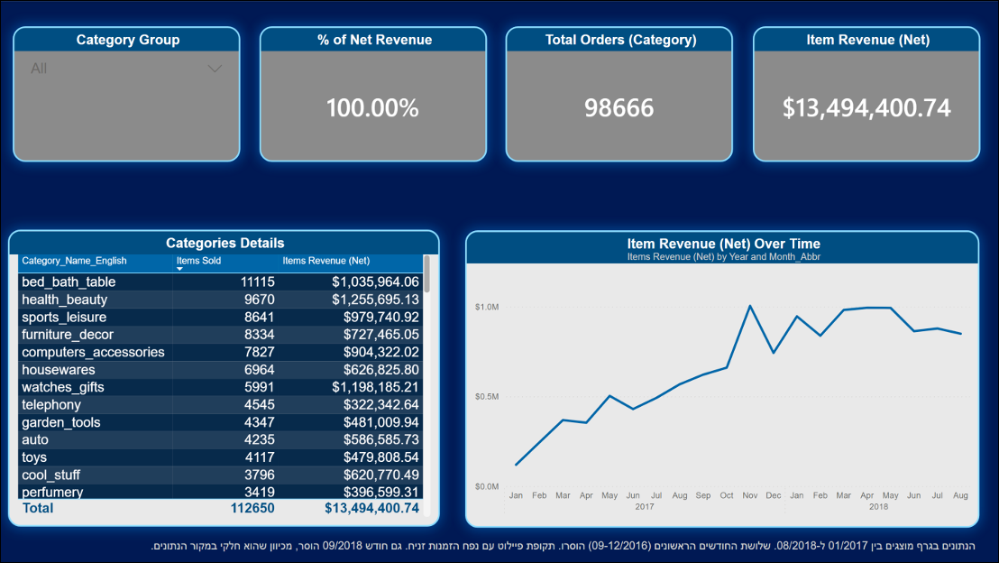 Category Group
All
% of Net Revenue
100.00%
Total Orders (Category)
98666
Item Revenue (Net)
$13,494,400.74
Categories Details
Category_Name_English Items Sold Items Revenue (Net)
bed_bath_table 11115 $1,035,964.06
health_beauty 9670 $1,255,695.13
sports_leisure 8641 $979,740.92
furniture_decor 8334 $727,465.05
computers_accessories 7827 $904,322.02
housewares 6964 $626,825.80
watches_gifts 5991 $1,198,185.21
telephony 4545 $322,342.64
garden_tools 4347 $481,009.94
auto 4235 $586,585.73
toys 4117 $479,808.54
cool_stuff 3796 $620,770.49
perfumery 3419 $396,599.31
Total 112650 $13,494,400.74
Item Revenue (Net) Over Time
Items Revenue (Net) by Year and Month_Abbr
$1.0M
$0.5M
$0.0M
Jan Feb Mar Apr May Jun Jul Aug Sep Oct Nov Dec Jan Feb Mar Apr May Jun Jul Aug
2017 2018
הנתונים בגרף מוצגים בין 01/2017 ל-08/2018. שלושת החודשים הראשונים (09-12/2016) הוסרו. תקופת פיילוט עם נפח הזמנות זניח. גם חודש 09/2018 הוסר, מכיוון שהוא חלקי במקור הנתונים.